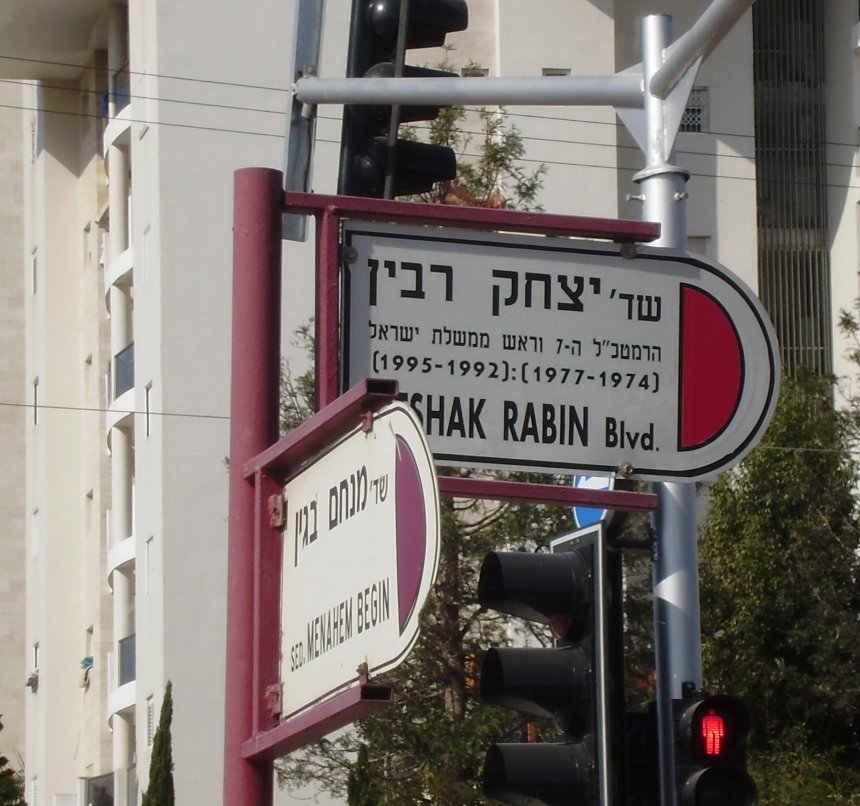 שד' יצחק רבין
הרמטכ"ל ה-7 וראש ממשלת ישראל
(1974-1977):(1992-1995)
SHAK RABIN Blvd.
שד' מנחם בגין
SED. MENAHEM BEGIN